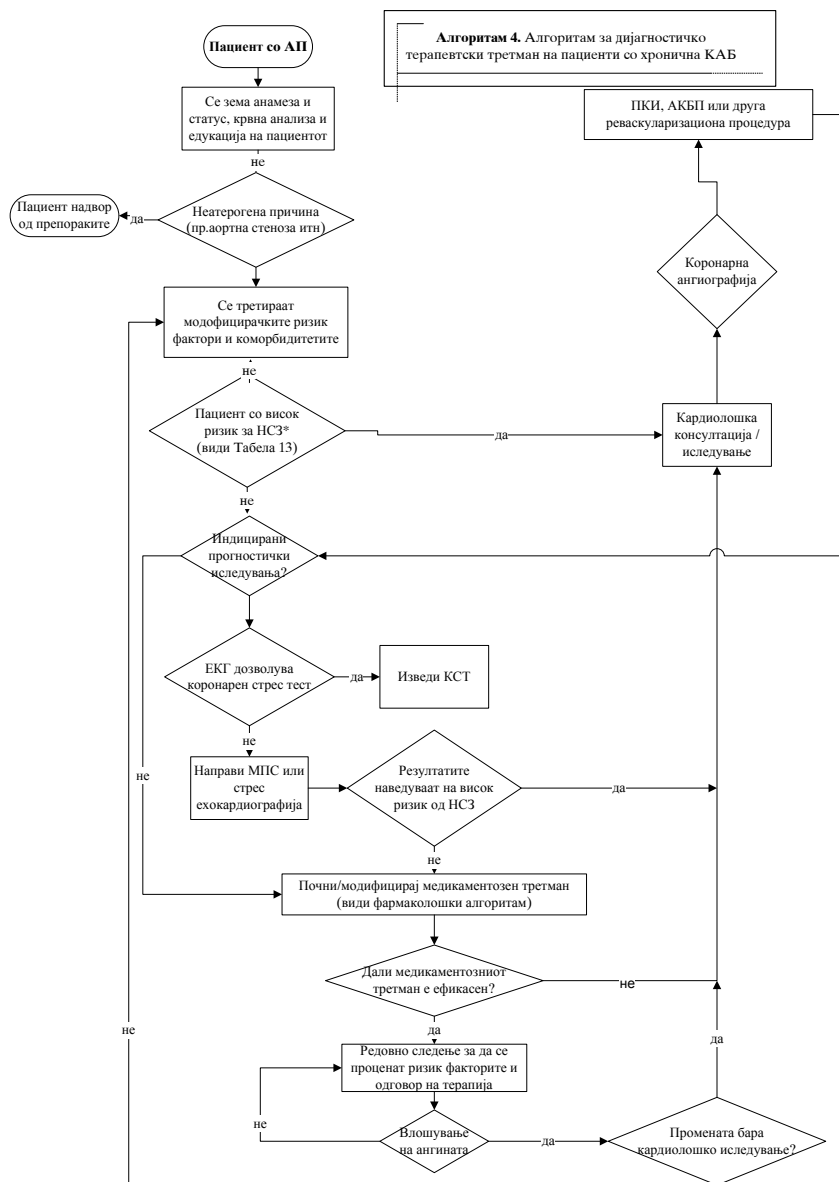 Пациент со АП
Алгоритам 4. Алгоритам за дијагностичко
терапевтски третман на пациенти со хронична КАБ
Се зема анамеза и
статус, крвна анализа и
едукација на пациентот
ПКИ, АКБП или друга
реваскуларизациона процедура
не
Пациент надвор
од препораките
да
Неатерогена причина
(пр.аортна стеноза итн)
Коронарна
ангиографија
Се третираат
модофицирачките ризик
фактори и коморбидитетите
не
Пациент со висок
ризик за НСЗ*
(види Табела 13)
да
Кардиолошка
консултација /
иследување
не
Индицирани
прогностички
иследувања?
ЕКГ дозволува
коронарен стрес тест
да
Изведи КСТ
не
не
Направи МПС или
стрес
ехокардиографија
Резултатите
наведуваат на висок
ризик од НСЗ
да
не
Почни/модифицирај медикаментозен третман
(види фармаколошки алгоритам)
Дали медикаментозниот
третман е ефикасен?
не
да
не
да
Редовно следење за да се
проценат ризик факторите и
одговор на терапија
не
Влошување
на ангината
да
Промената бара
кардиолошко иследување?